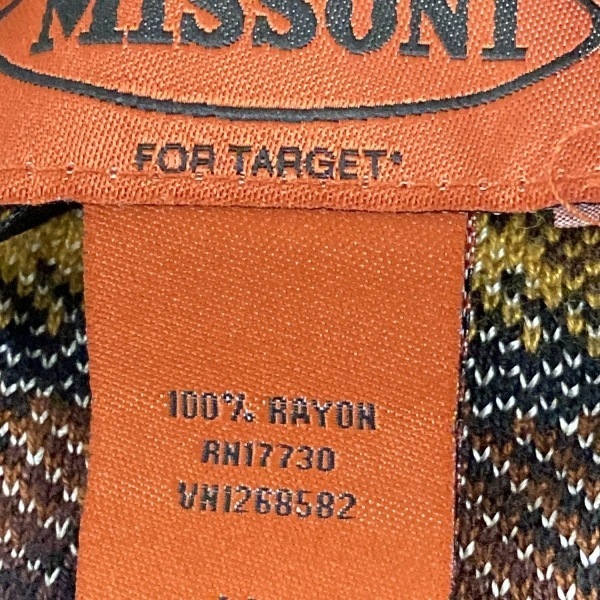 MISSONI
FOR TARGET*
100% RAYON
RN17730
VN1268582